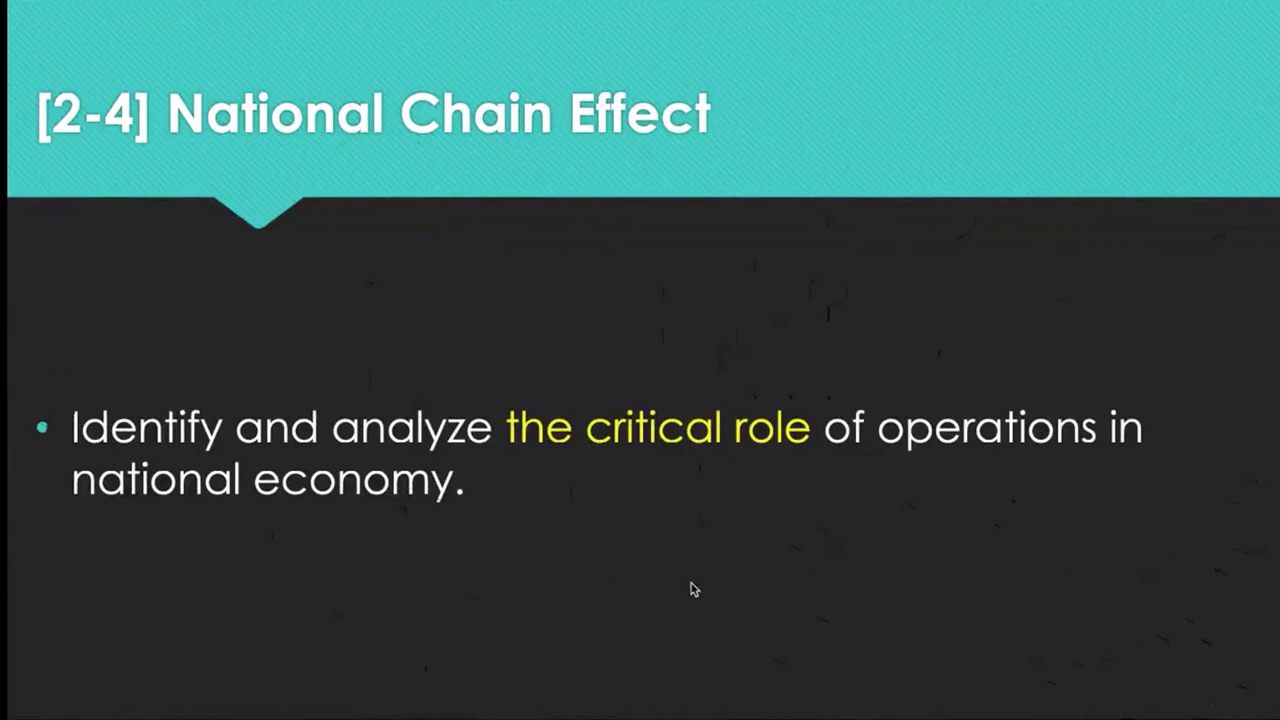 [2-4] National Chain Effect
• Identify and analyze the critical role of operations in
national economy.